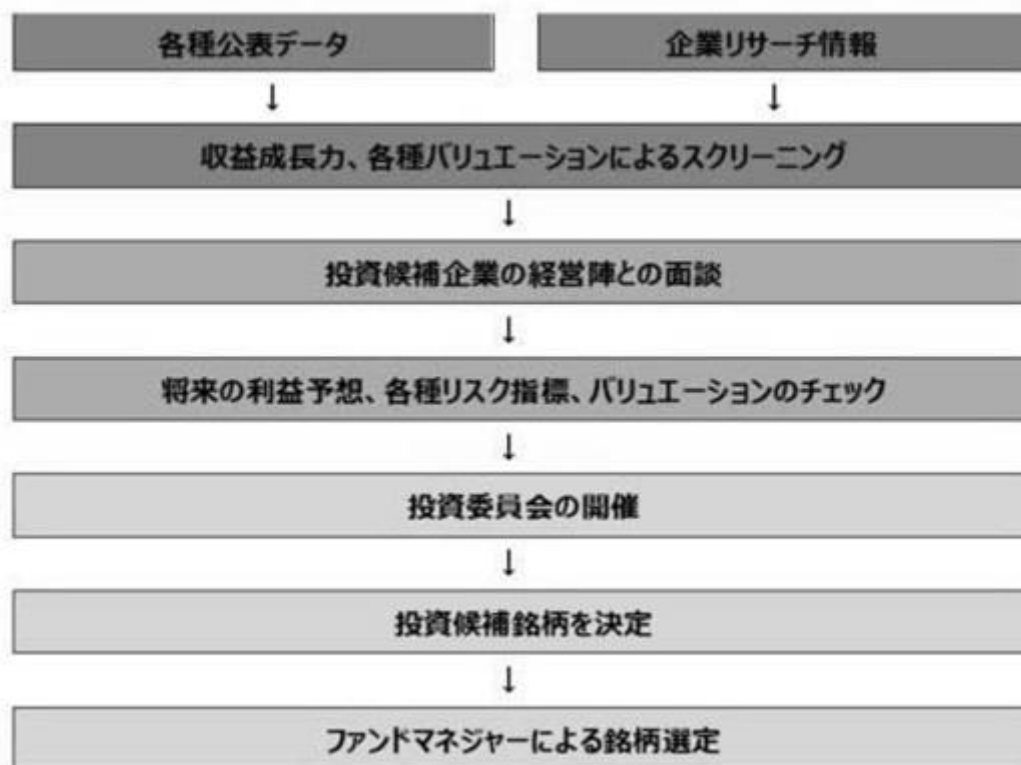 各種公表データ
企業リサーチ情報
↓
↓
収益成長力、各種バリュエーションによるスクリーニング
↓
投資候補企業の経営陣との面談
↓
将来の利益予想、各種リスク指標、バリュエーションのチェック
↓
投資委員会の開催
↓
投資候補銘柄を決定
↓
ファンドマネジャーによる銘柄選定